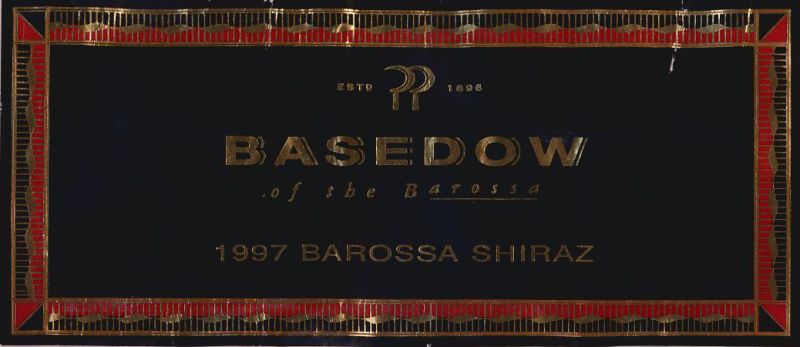 ESTD 1896
BASEDOW
of the Barossa
1997 BAROSSA SHIRAZ